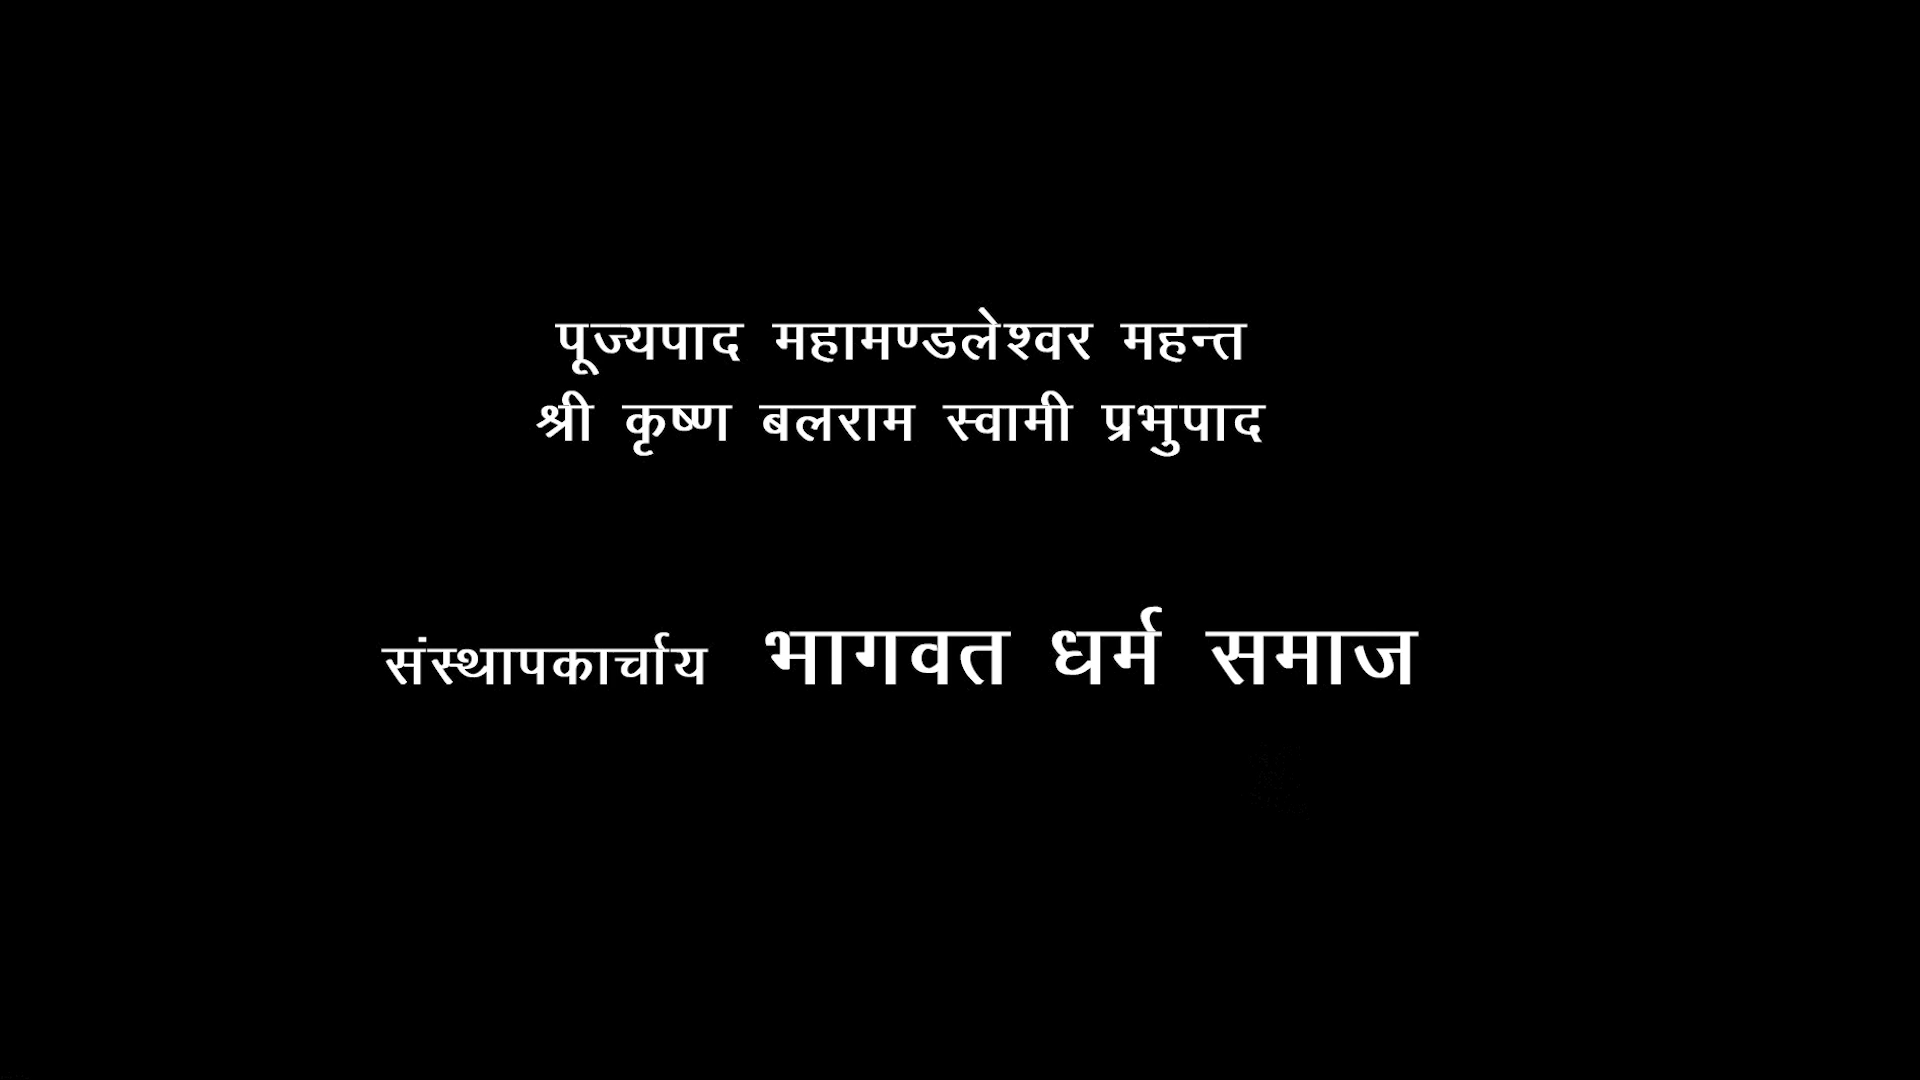 पूज्यपाद महामण्डलेश्वर महन्त
श्री कृष्ण बलराम स्वामी प्रभुपाद
संस्थापकार्चाय भागवत धर्म समाज